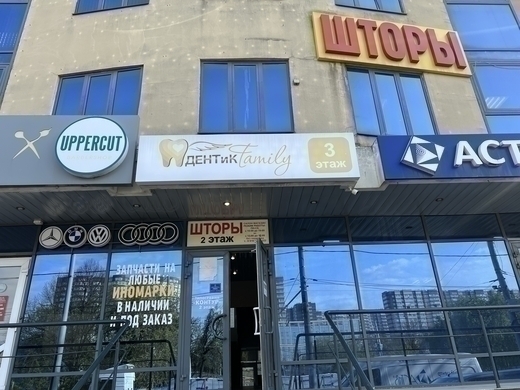 ШТОРЫ
UPPERCUT
ДЕНТиК Family
3
этаж
АСТ
ШТОРЫ
2 этаж
ЗАПЧАСТИ НА
ЛЮБЫЕ
ИНОМАРКИ
В НАЛИЧИИ
И ПОД ЗАКАЗ